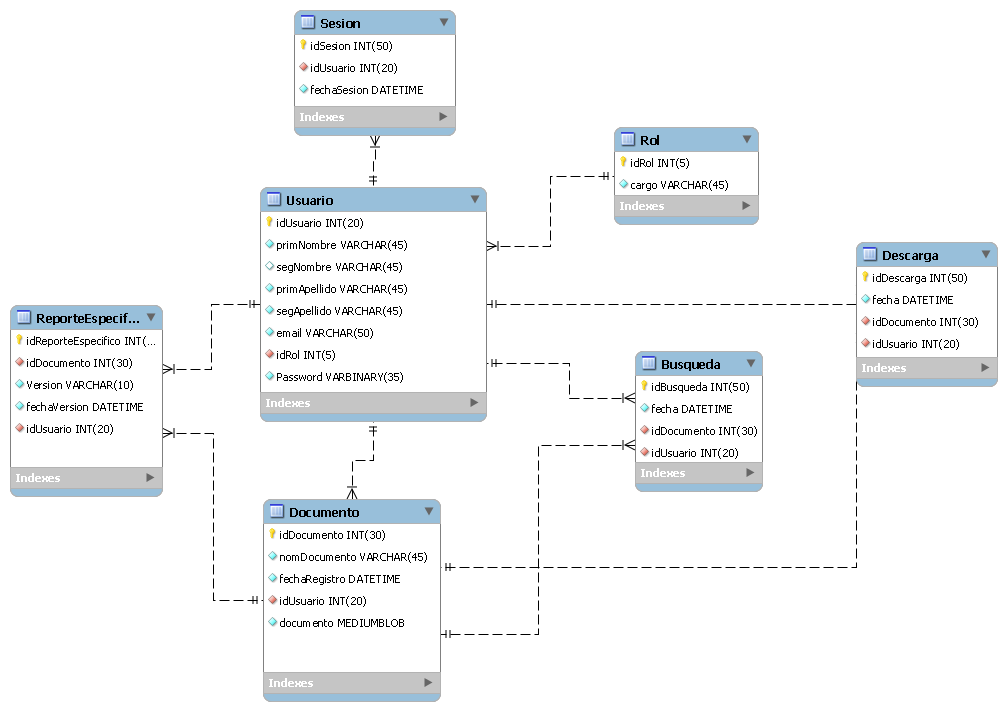 Sesion
idSesion INT(50)
idUsuario INT(20)
fechaSesion DATETIME
Indexes
Rol
idRol INT(5)
cargo VARCHAR(45)
Indexes
Usuario
idUsuario INT(20)
primNombre VARCHAR(45)
segNombre VARCHAR(45)
primApellido VARCHAR(45)
segApellido VARCHAR(45)
email VARCHAR(50)
idRol INT(5)
Password VARBINARY(35)
Indexes
Descarga
idDescarga INT(50)
fecha DATETIME
idDocumento INT(30)
idUsuario INT(20)
Indexes
ReporteEspecif...
idReporteEspecifico INT(...
idDocumento INT(30)
Version VARCHAR(10)
fechaVersion DATETIME
idUsuario INT(20)
Indexes
Busqueda
idBusqueda INT(50)
fecha DATETIME
idDocumento INT(30)
idUsuario INT(20)
Indexes
Documento
idDocumento INT(30)
nomDocumento VARCHAR(45)
fechaRegistro DATETIME
idUsuario INT(20)
documento MEDIUMBLOB
Indexes